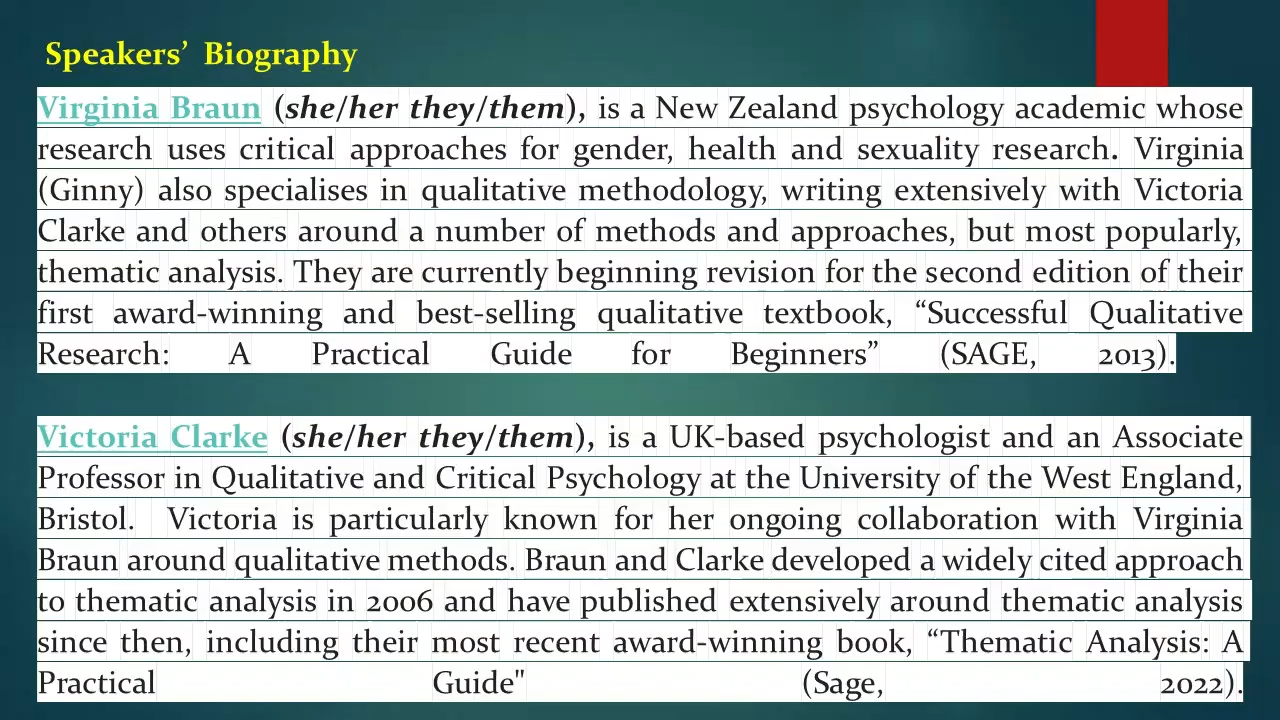 Speakers’ Biography
Virginia Braun (she/her they/them), is a New Zealand psychology academic whose
research uses critical approaches for gender, health and sexuality research. Virginia
(Ginny) also specialises in qualitative methodology, writing extensively with Victoria
Clarke and others around a number of methods and approaches, but most popularly,
thematic analysis. They are currently beginning revision for the second edition of their
first award-winning and best-selling qualitative textbook, “Successful Qualitative
Research: A Practical Guide for Beginners” (SAGE, 2013).
Victoria Clarke (she/her they/them), is a UK-based psychologist and an Associate
Professor in Qualitative and Critical Psychology at the University of the West England,
Bristol. Victoria is particularly known for her ongoing collaboration with Virginia
Braun around qualitative methods. Braun and Clarke developed a widely cited approach
to thematic analysis in 2006 and have published extensively around thematic analysis
since then, including their most recent award-winning book, “Thematic Analysis: A
Practical Guide" (Sage, 2022).